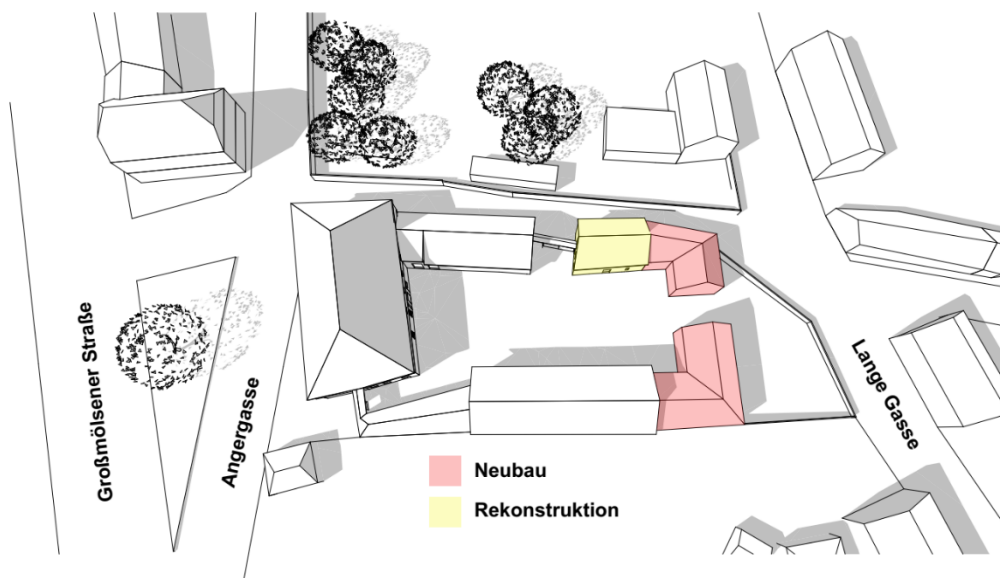 Großmölsener Straße
Angergasse
Lange Gasse
Neubau
Rekonstruktion